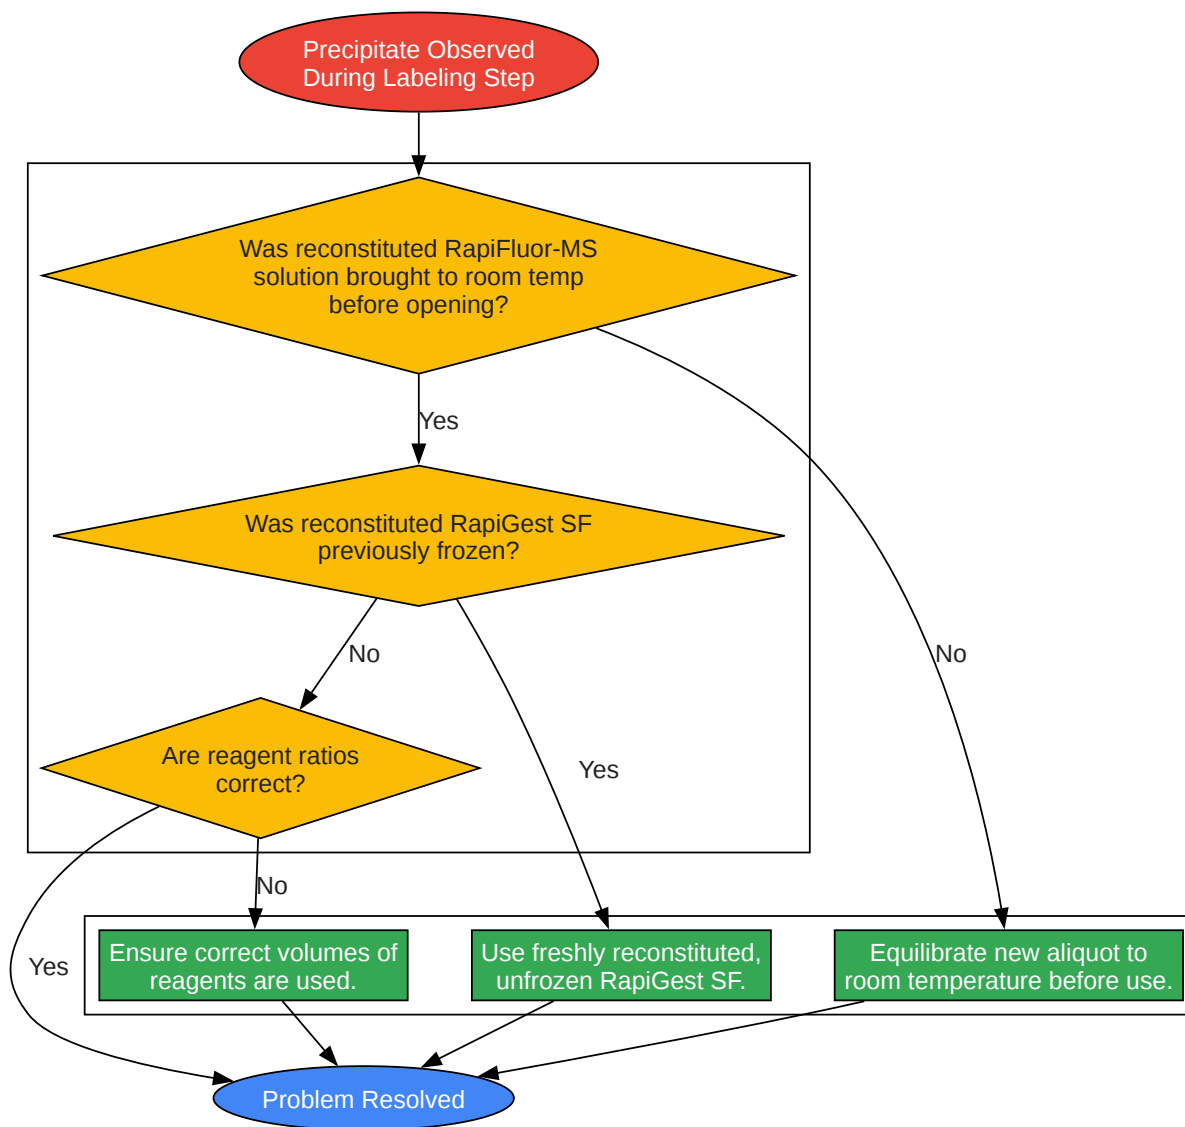 Precipitate Observed
During Labeling Step
Was reconstituted RapiFluor-MS
solution brought to room temp
before opening?
Yes
Was reconstituted RapiGest SF
previously frozen?
No
No
Are reagent ratios
correct?
Yes
No
Ensure correct volumes of
reagents are used.
Use freshly reconstituted,
unfrozen RapiGest SF.
Equilibrate new aliquot to
room temperature before use.
Yes
Problem Resolved